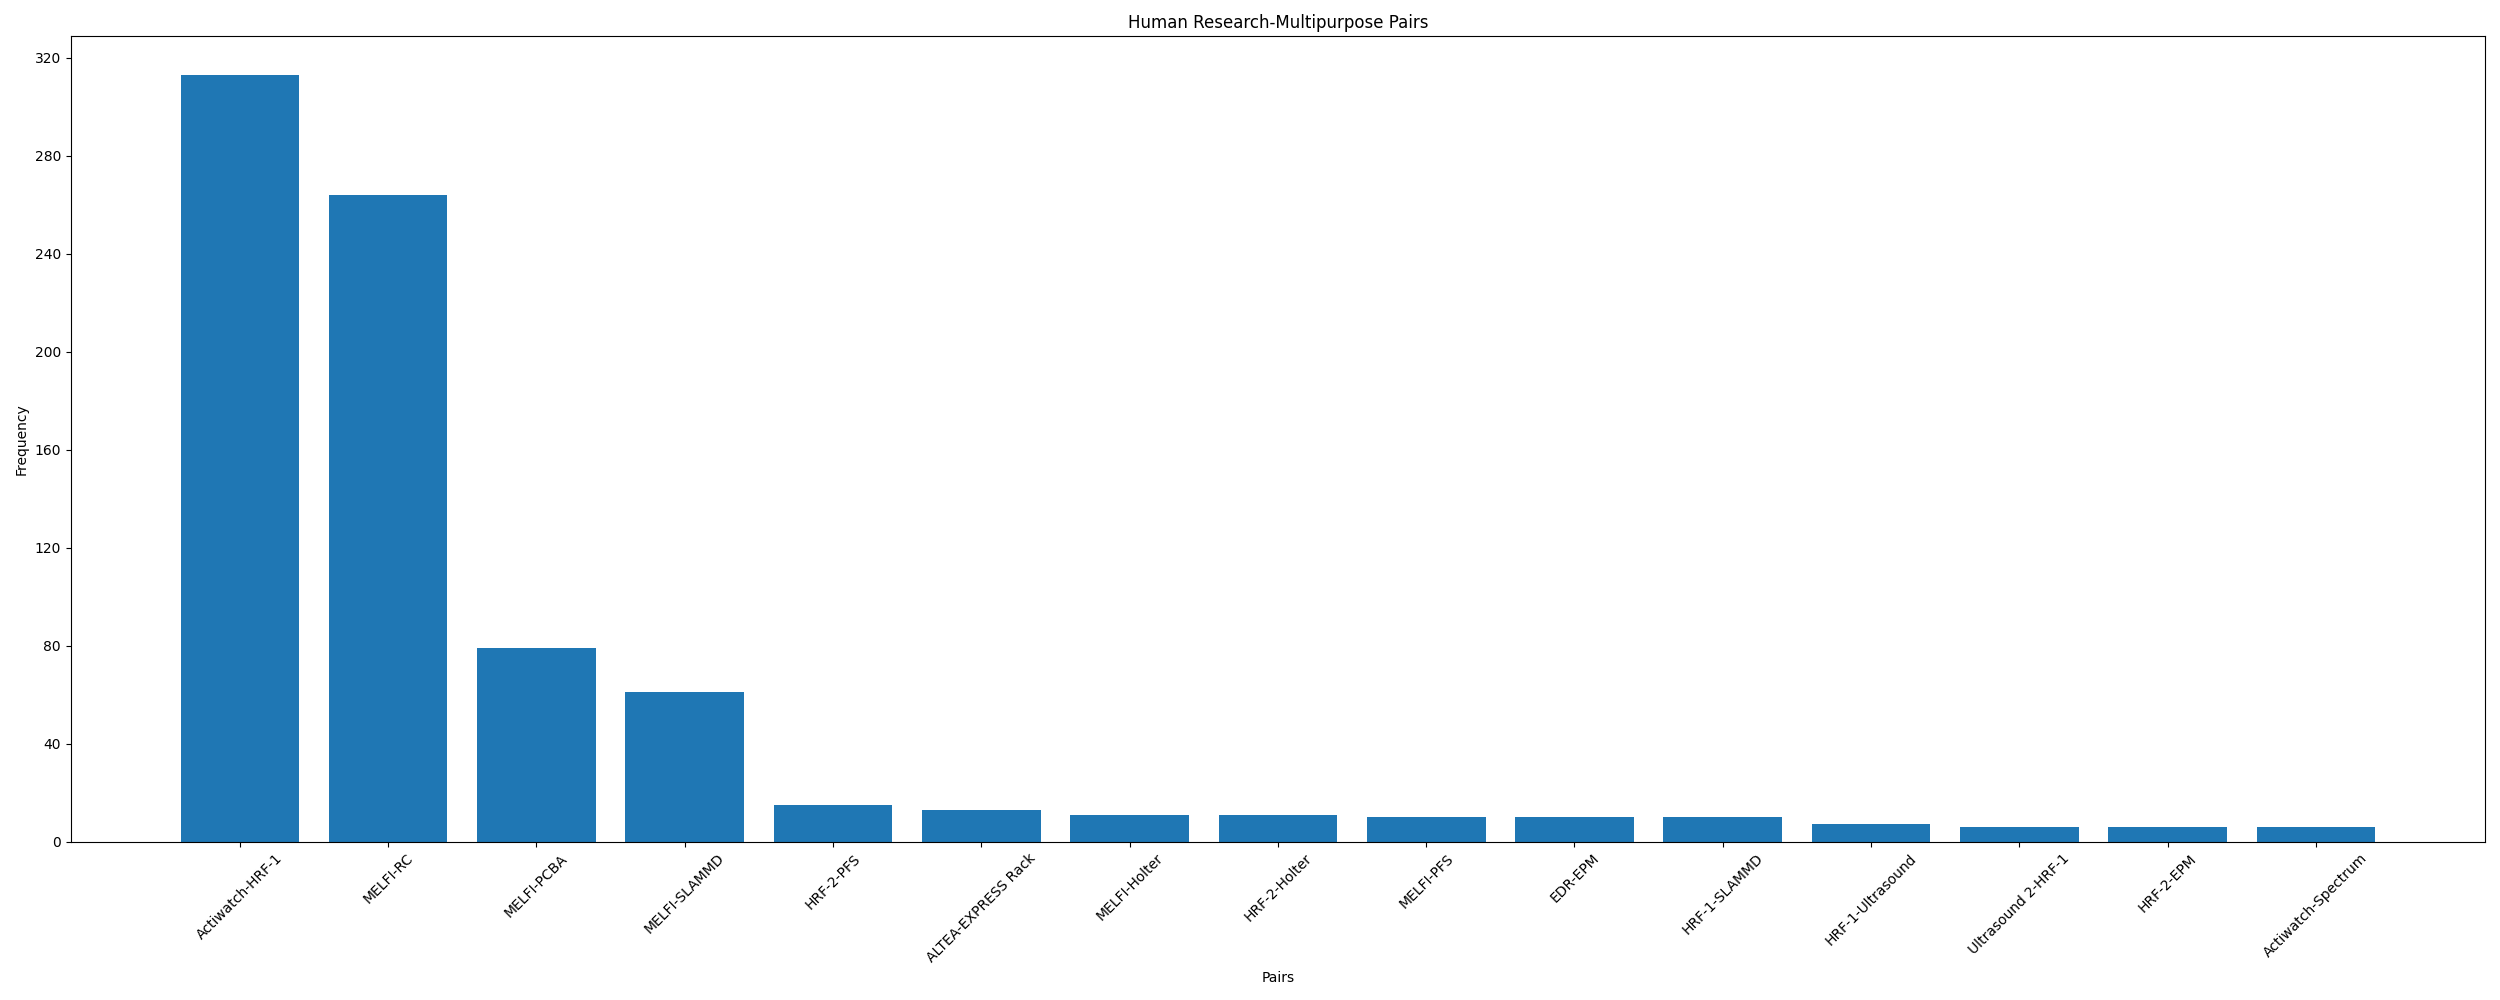 Human Research-Multipurpose Pairs
Frequency
320
280
240
200
160
120
80
40
0
Actiwatch-HRF-1
MELFI-RC
MELFI-PCBA
MELFI-SLAMMD
HRF-2-PFS
ALTEA-EXPRESS Rack
MELFI-Holter
HRF-2-Holter
MELFI-PFS
EDR-EPM
HRF-1-SLAMMD
HRF-1-Ultrasound
Ultrasound 2-HRF-1
HRF-2-EPM
Actiwatch-Spectrum
Pairs